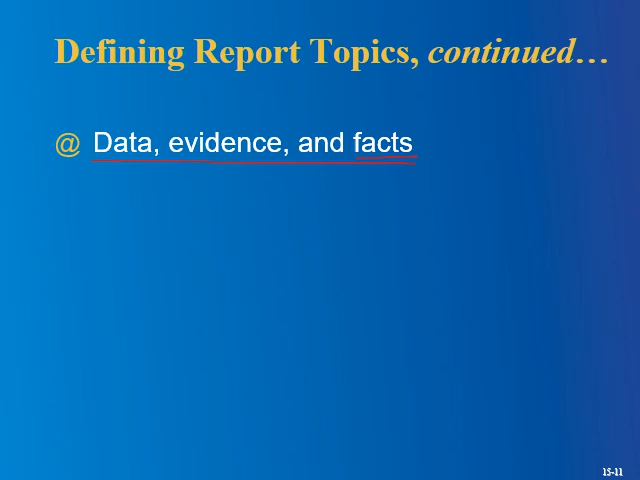 Defining Report Topics, continued…
@ Data, evidence, and facts
15-11